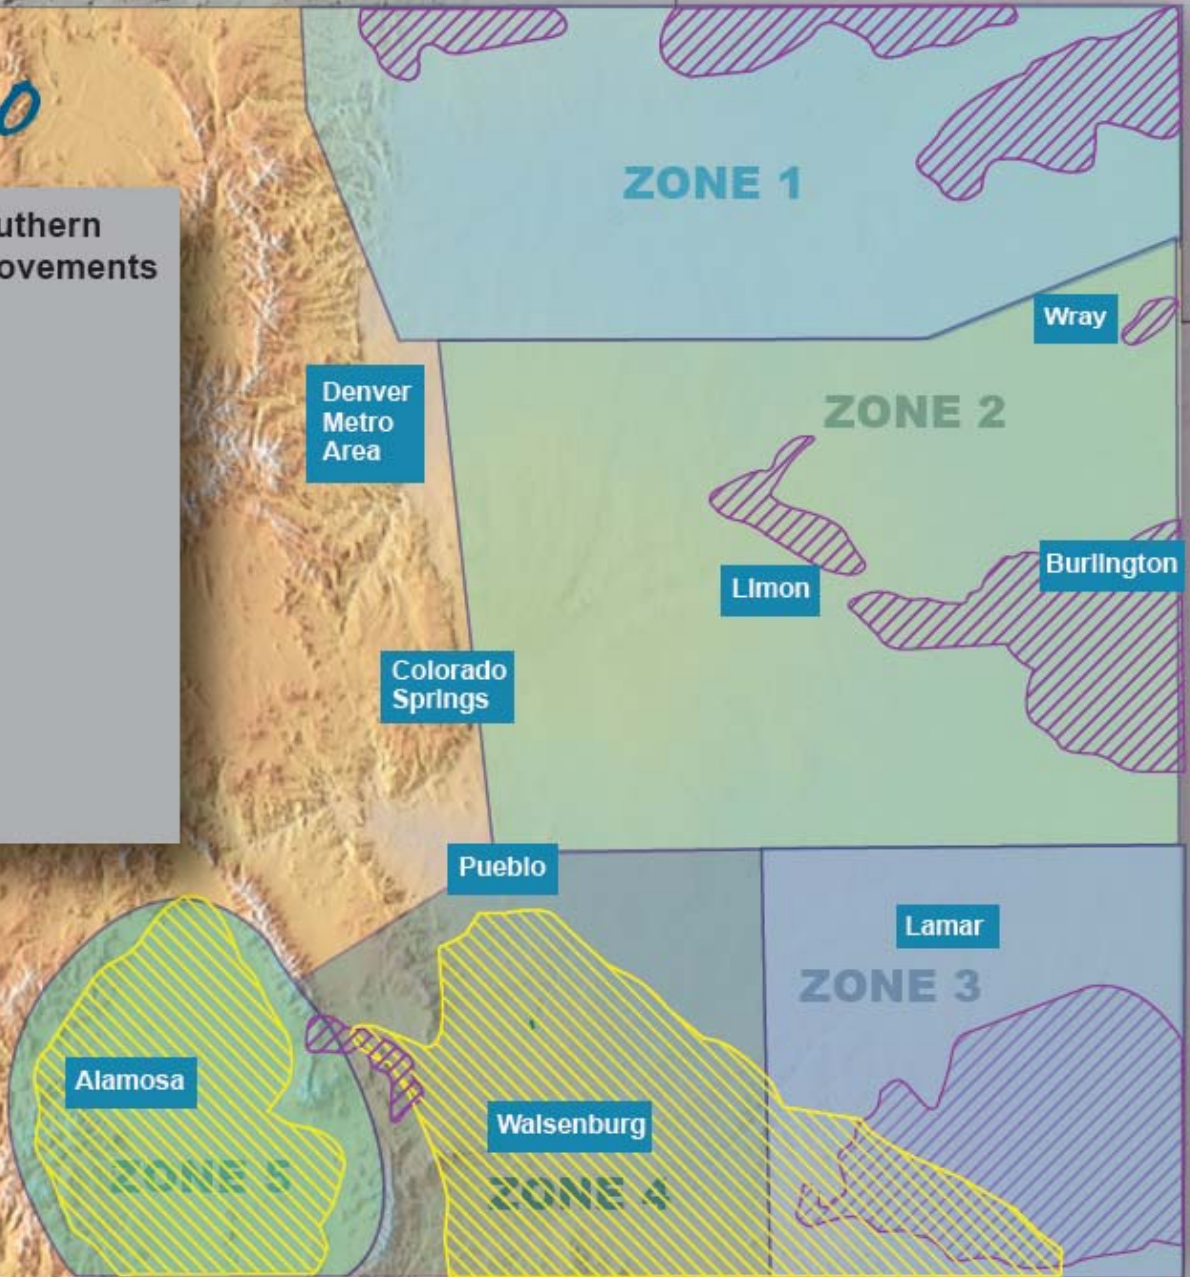 O
uthern
ovements
ZONE 1
Wray
Denver
Metro
Area
ZONE 2
Limon
Burlington
Colorado
Springs
Pueblo
Lamar
ZONE 3
Alamosa
Walsenburg
ZONE 5
ZONE 4